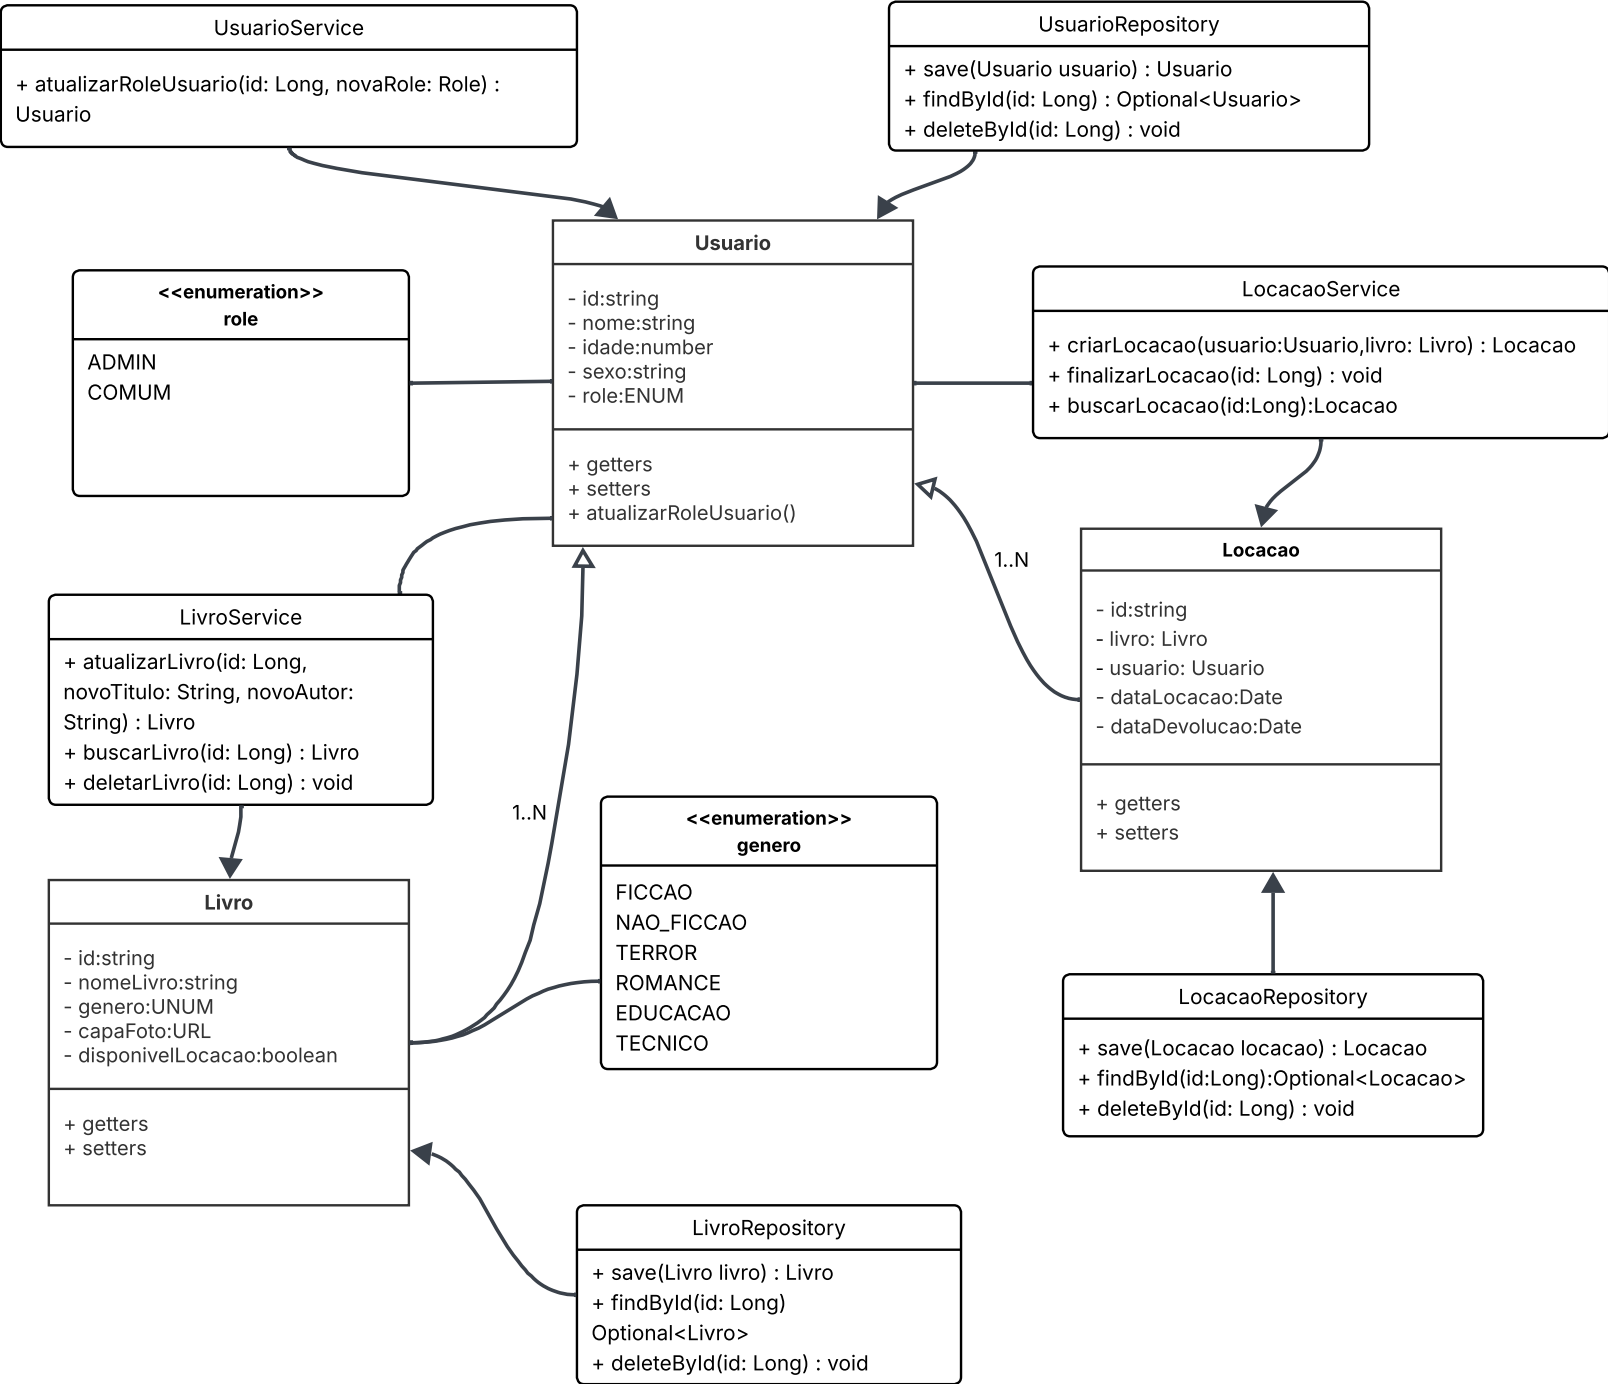 UsuarioService
+ atualizarRoleUsuario(id: Long, novaRole: Role) :
Usuario
UsuarioRepository
+ save(Usuario usuario) : Usuario
+ findById(id: Long) : Optional<Usuario>
+ deleteById(id: Long) : void
Usuario
- id:string
- nome:string
- idade:number
- sexo:string
- role:ENUM
+ getters
+ setters
+ atualizarRoleUsuario()
<<enumeration>>
role
ADMIN
COMUM
LocacaoService
+ criarLocacao(usuario:Usuario,livro: Livro) : Locacao
+ finalizarLocacao(id: Long) : void
+ buscarLocacao(id:Long):Locacao
1..N
Locacao
- id:string
- livro: Livro
- usuario: Usuario
- dataLocacao:Date
- dataDevolucao:Date
+ getters
+ setters
LivroService
+ atualizarLivro(id: Long,
novoTitulo: String, novoAutor:
String) : Livro
+ buscarLivro(id: Long) : Livro
+ deletarLivro(id: Long) : void
1..N
<<enumeration>>
genero
FICCAO
NAO_FICCAO
TERROR
ROMANCE
EDUCACAO
TECNICO
Livro
- id:string
- nomeLivro:string
- genero:UNUM
- capaFoto:URL
- disponivelLocacao:boolean
+ getters
+ setters
LocacaoRepository
+ save(Locacao locacao) : Locacao
+ findById(id:Long):Optional<Locacao>
+ deleteById(id: Long) : void
LivroRepository
+ save(Livro livro) : Livro
+ findById(id: Long)
Optional<Livro>
+ deleteById(id: Long) : void